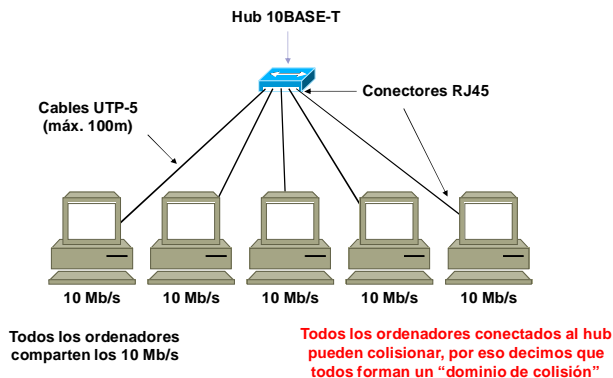 Hub 10BASE-T
Conectores RJ45
Cables UTP-5
(máx. 100m)
10 Mb/s
10 Mb/s
10 Mb/s
10 Mb/s
10 Mb/s
Todos los ordenadores
comparten los 10 Mb/s
Todos los ordenadores conectados al hub
pueden colisionar, por eso decimos que
todos forman un “dominio de colisión”